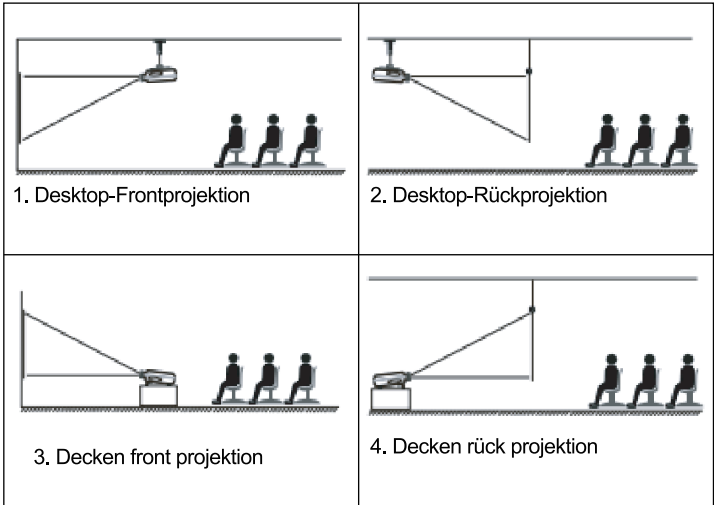 1. Desktop-Frontprojektion
2. Desktop-Rückprojektion
3. Decken front projektion
4. Decken rück projektion